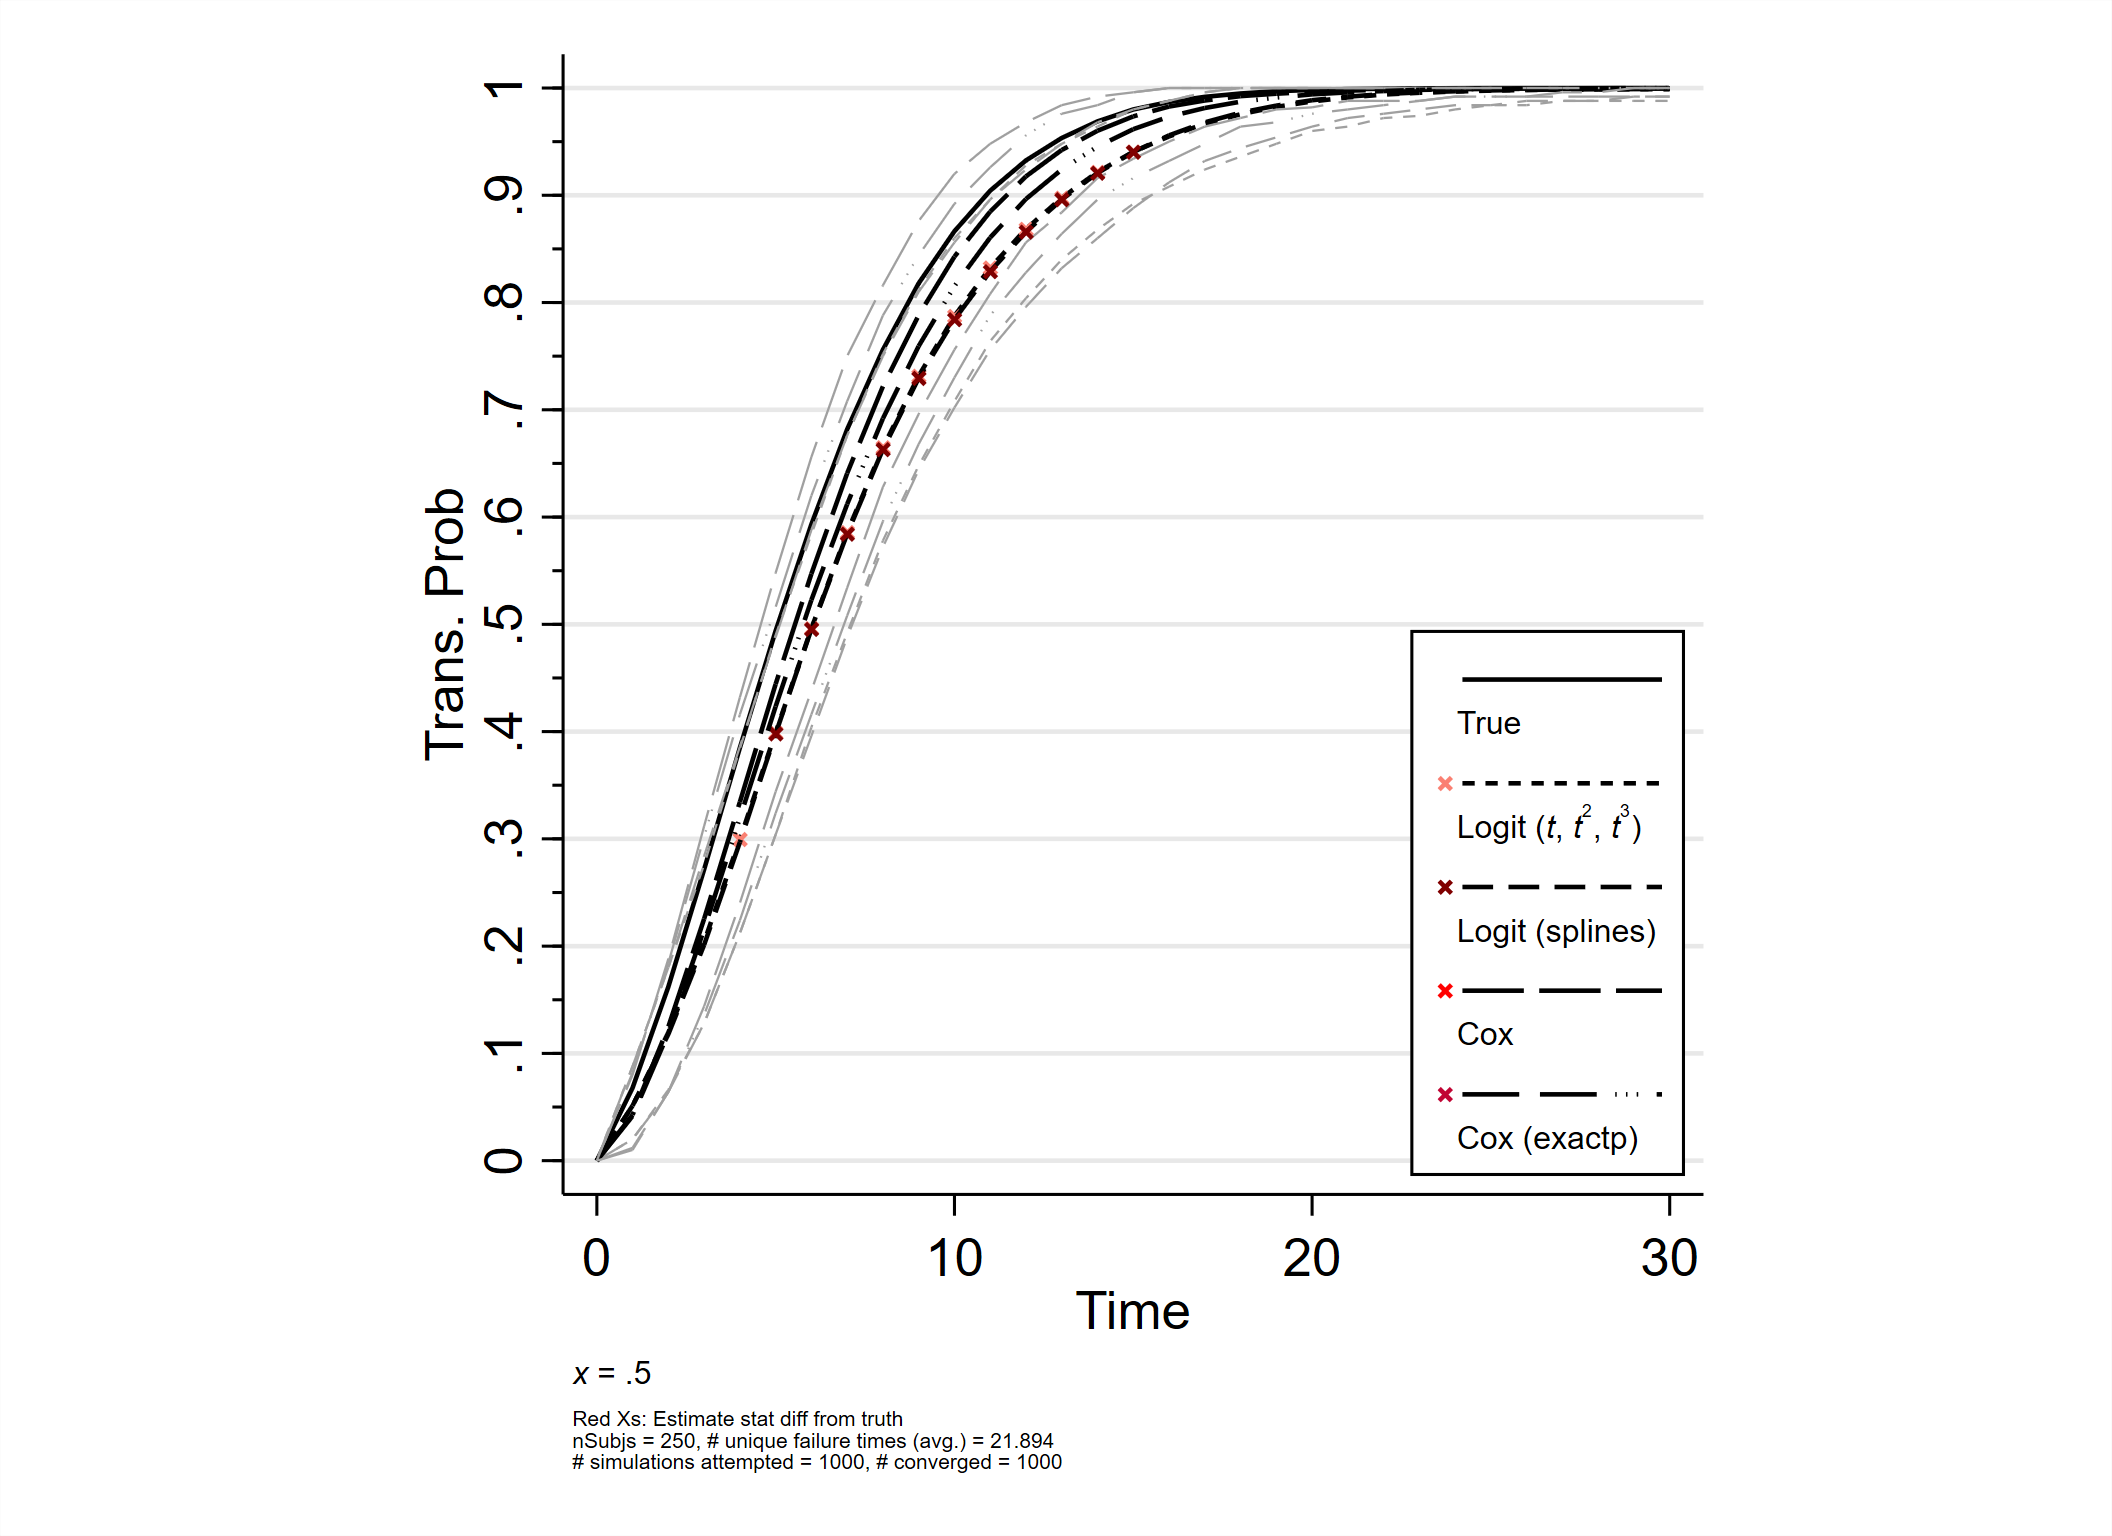 Trans. Prob
1
.9
.8
.7
.6
.5
.4
.3
.2
.1
0
True
Logit (t, t², t³)
Logit (splines)
Cox
Cox (exactp)
0 10 20 30
Time
x = .5
Red Xs: Estimate stat diff from truth
nSubjs = 250, # unique failure times (avg.) = 21.894
# simulations attempted = 1000, # converged = 1000